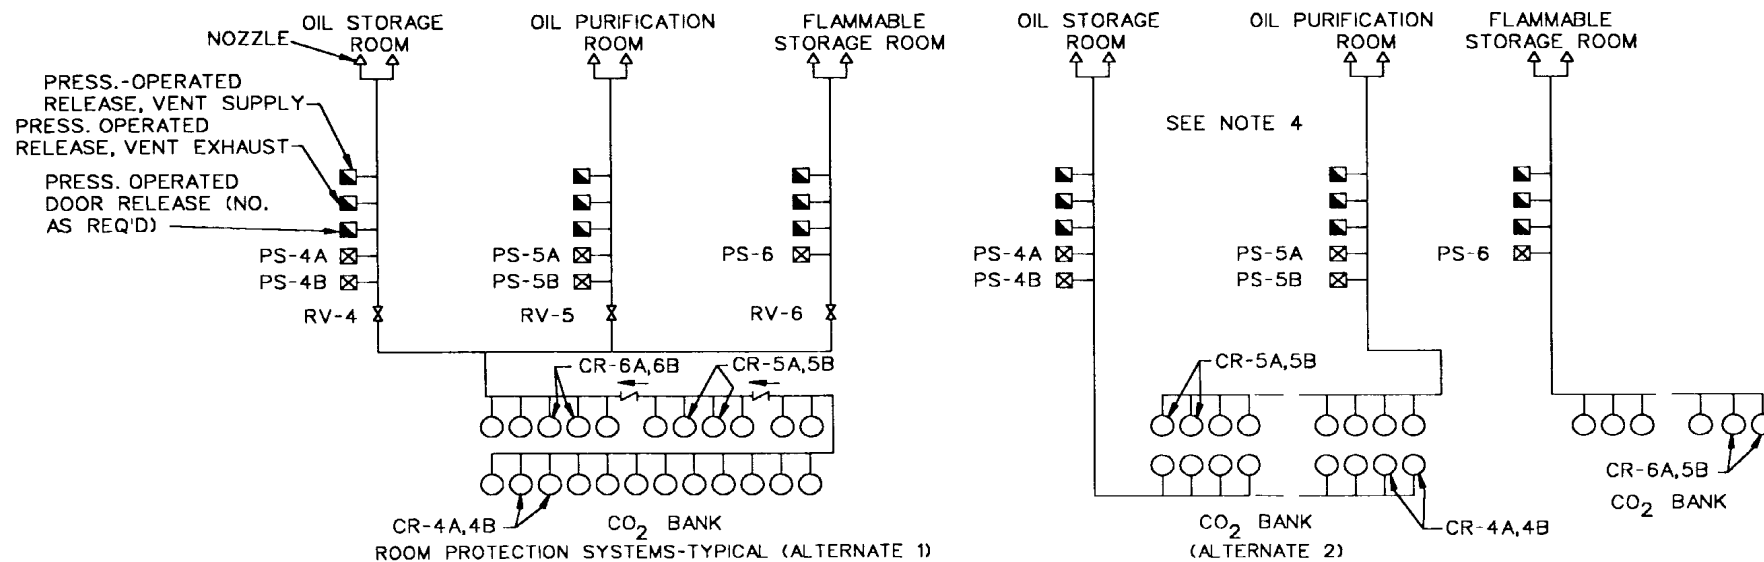 OIL STORAGE
ROOM
OIL PURIFICATION
ROOM
FLAMMABLE
STORAGE ROOM
NOZZLE
PRESS.-OPERATED
RELEASE, VENT SUPPLY
PRESS. OPERATED
RELEASE, VENT EXHAUST
PRESS. OPERATED
DOOR RELEASE (NO.
AS REQ'D)
PS-4A
PS-4B
RV-4
PS-5A
PS-5B
RV-5
PS-6
RV-6
CR-6A,6B
CR-5A,5B
CR-4A,4B
CO2 BANK
ROOM PROTECTION SYSTEMS-TYPICAL (ALTERNATE 1)
OIL STORAGE
ROOM
OIL PURIFICATION
ROOM
FLAMMABLE
STORAGE ROOM
SEE NOTE 4
PS-4A
PS-4B
PS-5A
PS-5B
PS-6
CR-5A,5B
CR-4A,4B
CO2 BANK
(ALTERNATE 2)
CR-6A,5B
CO2 BANK